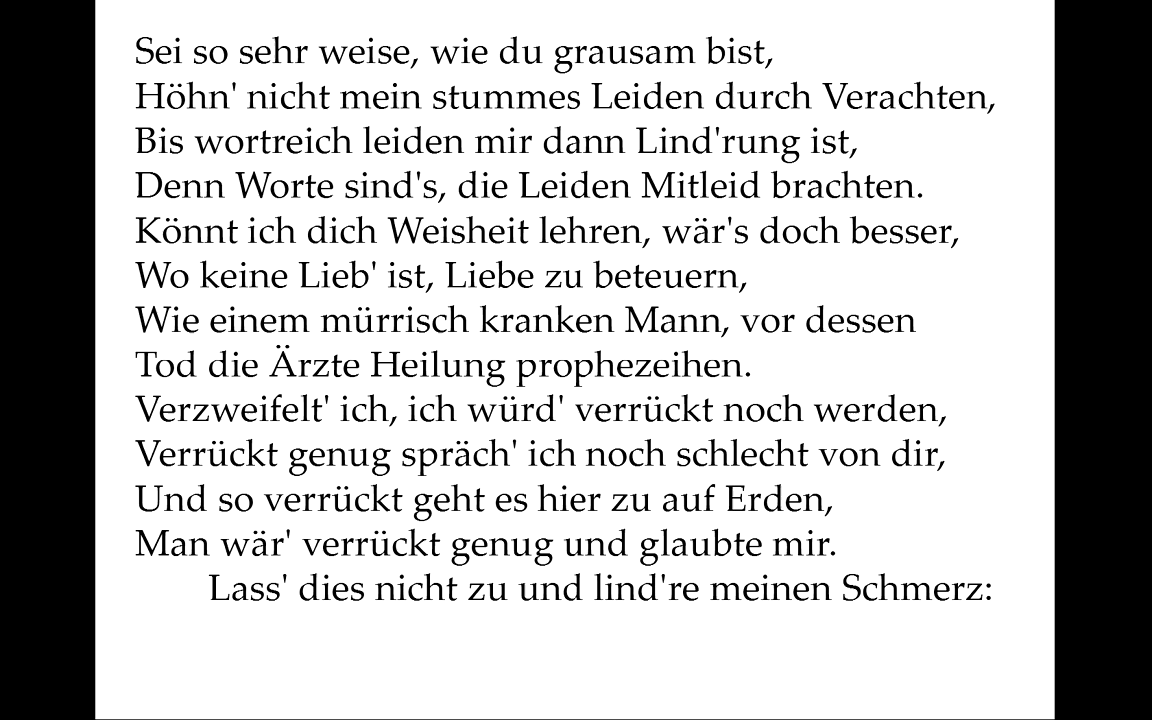 Sei so sehr weise, wie du grausam bist,
Höhn' nicht mein stummes Leiden durch Verachten,
Bis wortreich leiden mir dann Lind'rung ist,
Denn Worte sind's, die Leiden Mitleid brachten.
Könnt ich dich Weisheit lehren, wär's doch besser,
Wo keine Lieb' ist, Liebe zu beteuern,
Wie einem mürrisch kranken Mann, vor dessen
Tod die Ärzte Heilung prophezeihen.
Verzweifelt' ich, ich würd' verrückt noch werden,
Verrückt genug spräch' ich noch schlecht von dir,
Und so verrückt geht es hier zu auf Erden,
Man wär' verrückt genug und glaubte mir.
Lass' dies nicht zu und lind're meinen Schmerz: